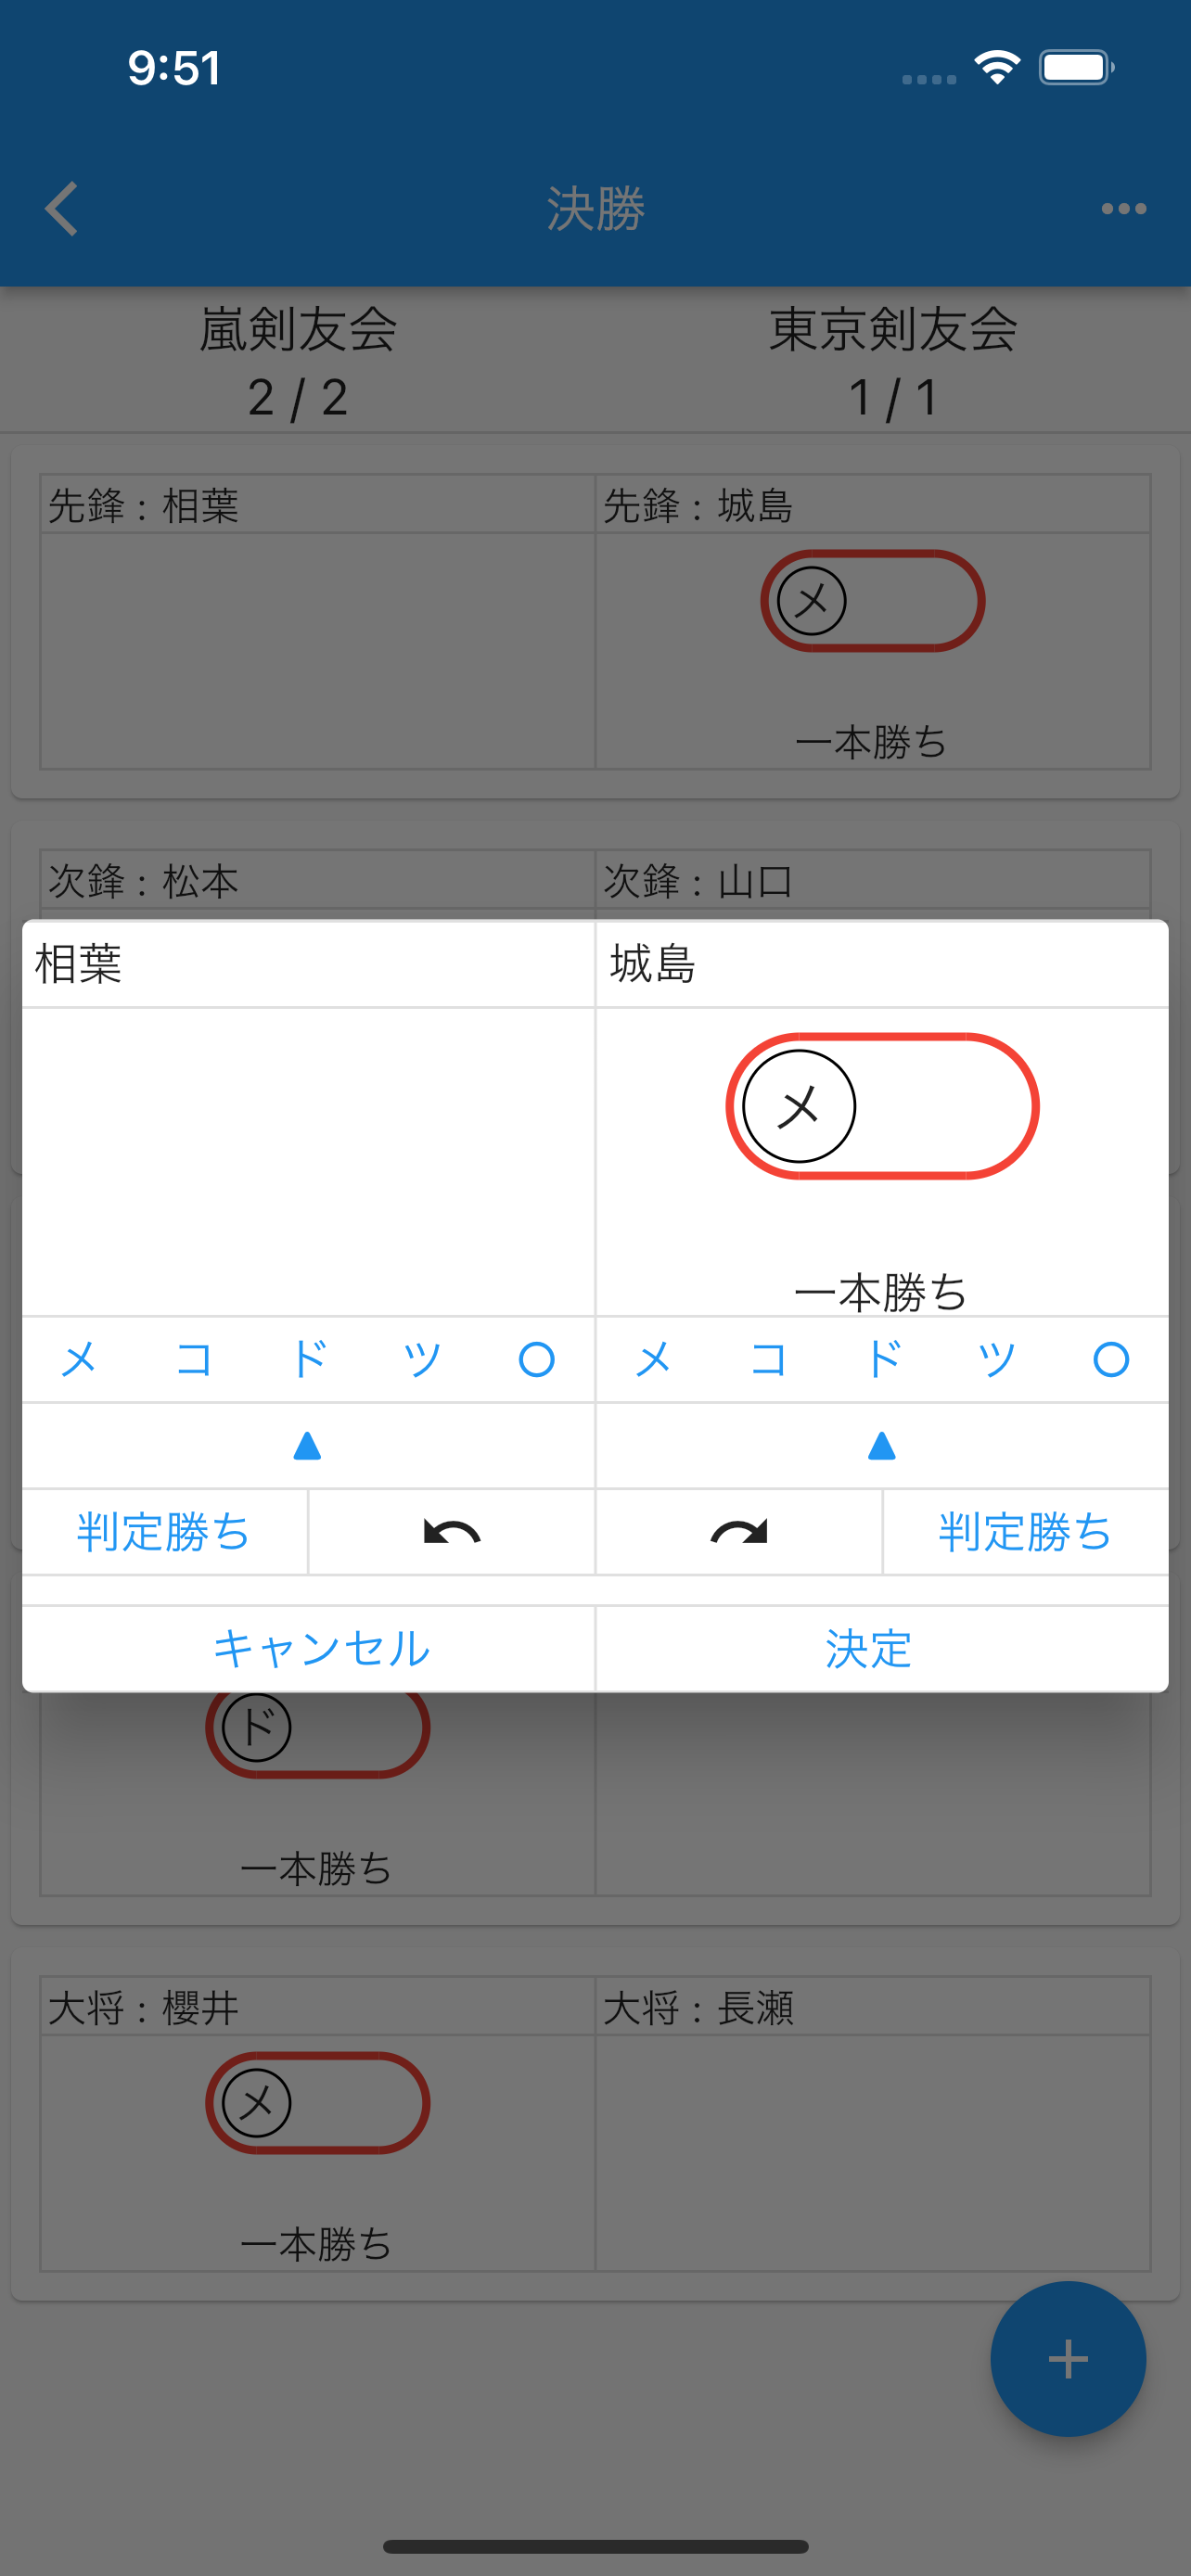 9:51
決勝
嵐剣友会 東京剣友会
2 / 2 1 / 1
先鋒 : 相葉 先鋒 : 城島
メ
一本勝ち
次鋒 : 松本 次鋒 : 山口
相葉 城島
メ
一本勝ち
メ コ ド ツ 〇 メ コ ド ツ 〇
▲ ▲
判定勝ち 判定勝ち
キャンセル 決定
ド
一本勝ち
大将 : 櫻井 大将 : 長瀬
メ
一本勝ち